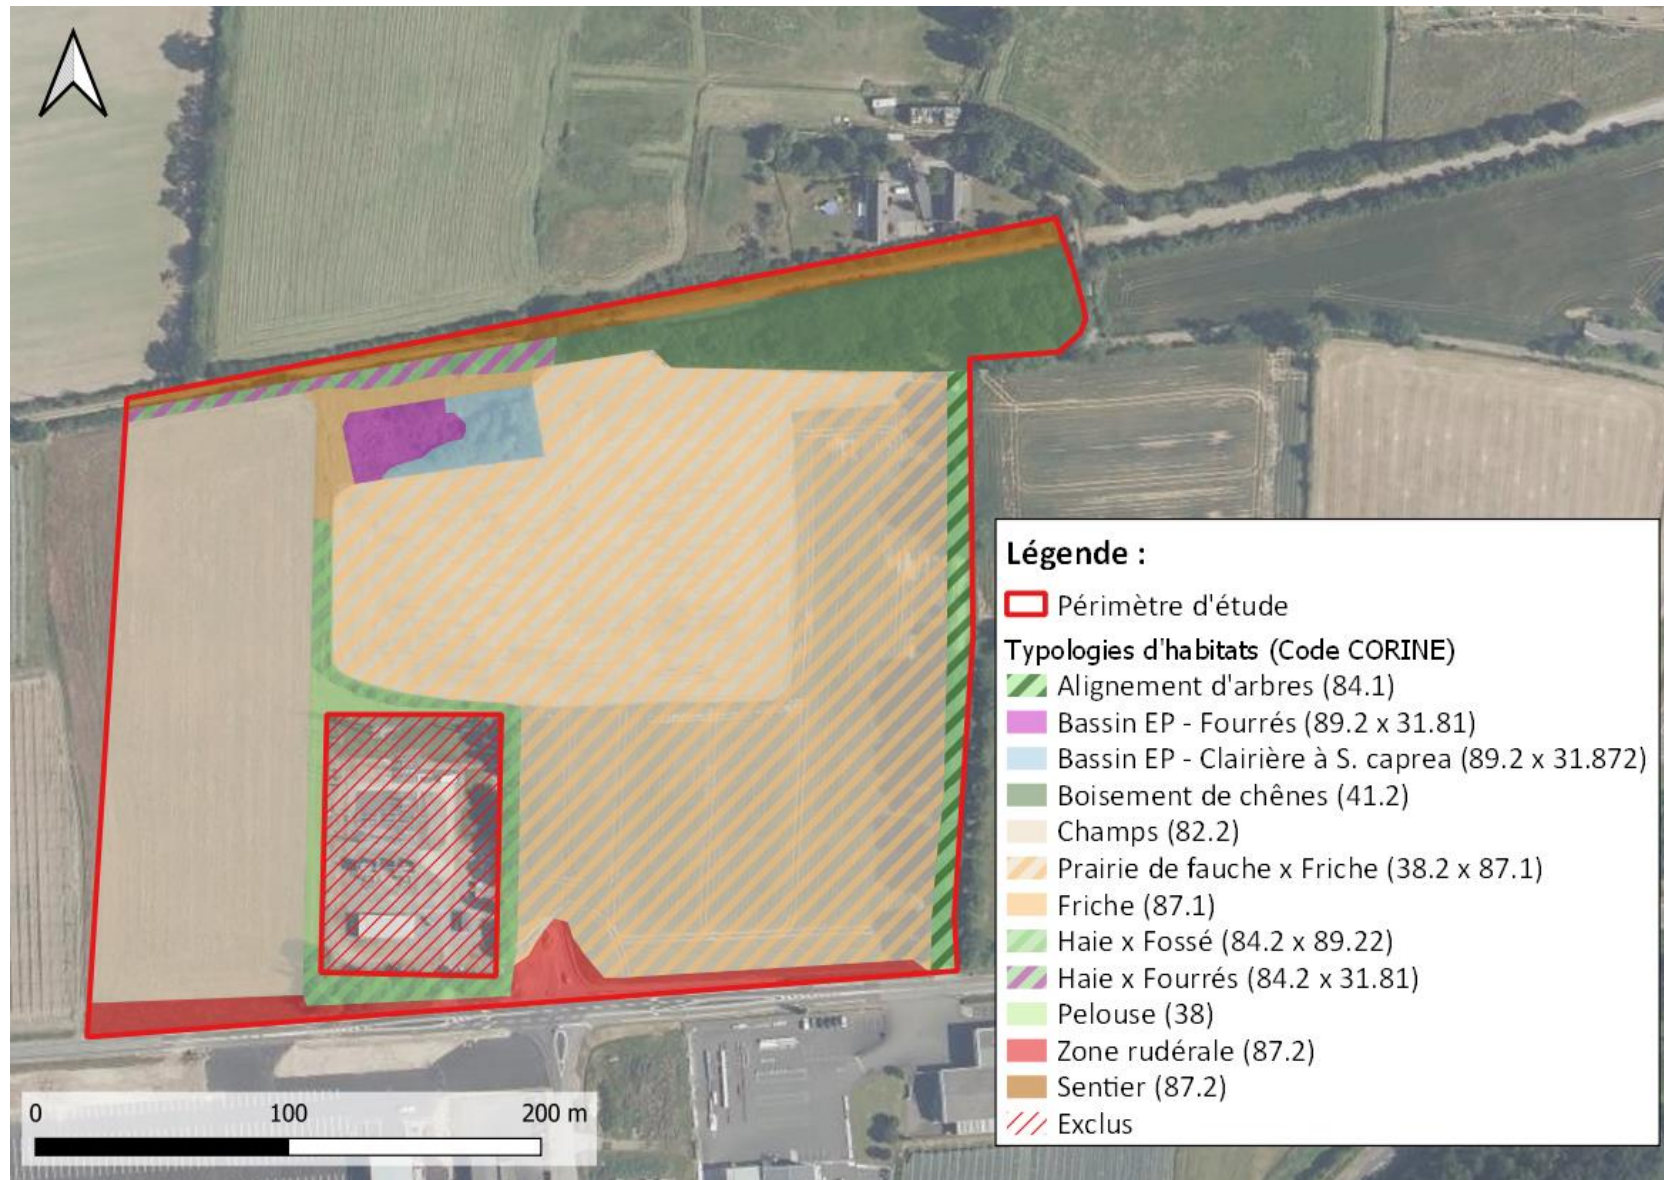 Légende :
Périmètre d'étude
Typologies d'habitats (Code CORINE)
Alignement d'arbres (84.1)
Bassin EP - Fourrés (89.2 x 31.81)
Bassin EP - Clairière à S. caprea (89.2 x 31.872)
Boisement de chênes (41.2)
Champs (82.2)
Prairie de fauche x Friche (38.2 x 87.1)
Friche (87.1)
Haie x Fossé (84.2 x 89.22)
Haie x Fourrés (84.2 x 31.81)
Pelouse (38)
Zone rudérale (87.2)
Sentier (87.2)
Exclus
0 100 200 m